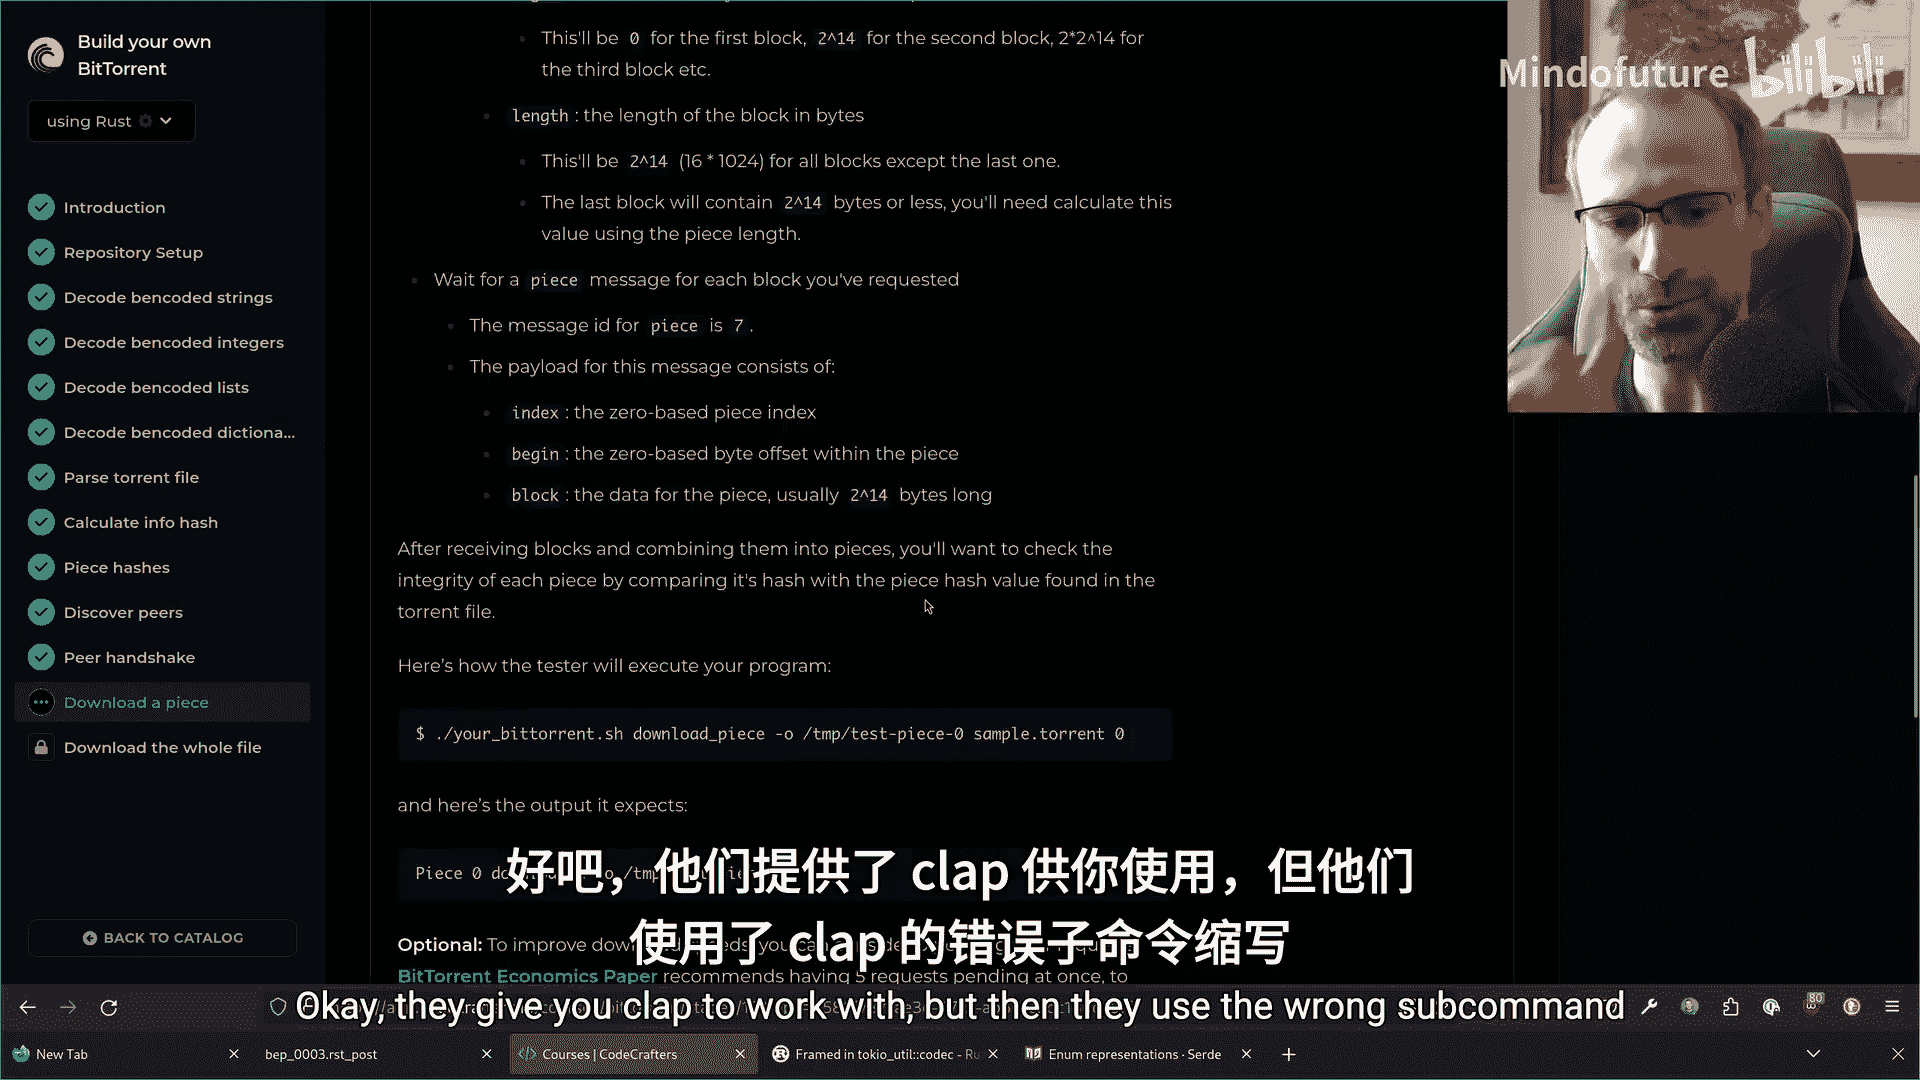 Build your own
BitTorrent
using Rust
Introduction
Repository Setup
Decode bencoded strings
Decode bencoded integers
Decode bencoded lists
Decode bencoded dictiona...
Parse torrent file
Calculate info hash
Piece hashes
Discover peers
Peer handshake
Download a piece
Download the whole file
BACK TO CATALOG
This'll be 0 for the first block, 2^14 for the second block, 2*2^14 for
the third block etc.
length : the length of the block in bytes
This'll be 2^14 (16 * 1024) for all blocks except the last one.
The last block will contain 2^14 bytes or less, you'll need calculate this
value using the piece length.
Wait for a piece message for each block you've requested
The message id for piece is 7.
The payload for this message consists of:
index : the zero-based piece index
begin : the zero-based byte offset within the piece
block : the data for the piece, usually 2^14 bytes long
After receiving blocks and combining them into pieces, you'll want to check the
integrity of each piece by comparing it's hash with the piece hash value found in the
torrent file.
Here's how the tester will execute your program:
$ ./your_bittorrent.sh download_piece -o /tmp/test-piece-0 sample.torrent 0
and here's the output it expects:
Piece 0
Optional: To improve
BitTorrent Economics Paper recommends having 5 requests pending at once, to
Mindofuture bilibili
好吧，他们提供了 clap 供你使用，但他们
使用了 clap 的错误子命令缩写
Okay, they give you clap to work with, but then they use the wrong subcommand
80
New Tab
bep_0003.rst_post
Courses | CodeCrafters
Framed in tokio_util::codec - Ru
Enum representations · Serde